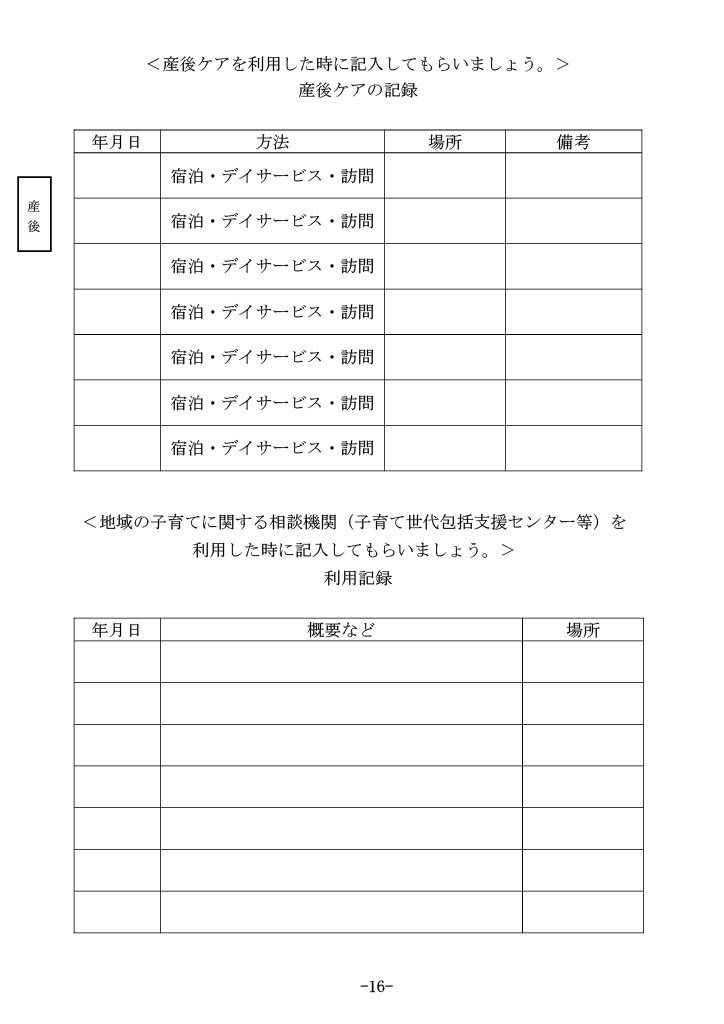 ＜産後ケアを利用した時に記入してもらいましょう。＞
産後ケアの記録
年月日 方法 場所 備考
宿泊・デイサービス・訪問
宿泊・デイサービス・訪問
宿泊・デイサービス・訪問
宿泊・デイサービス・訪問
宿泊・デイサービス・訪問
宿泊・デイサービス・訪問
宿泊・デイサービス・訪問
産後
＜地域の子育てに関する相談機関（子育て世代包括支援センター等）を
利用した時に記入してもらいましょう。＞
利用記録
年月日 概要など 場所
-16-